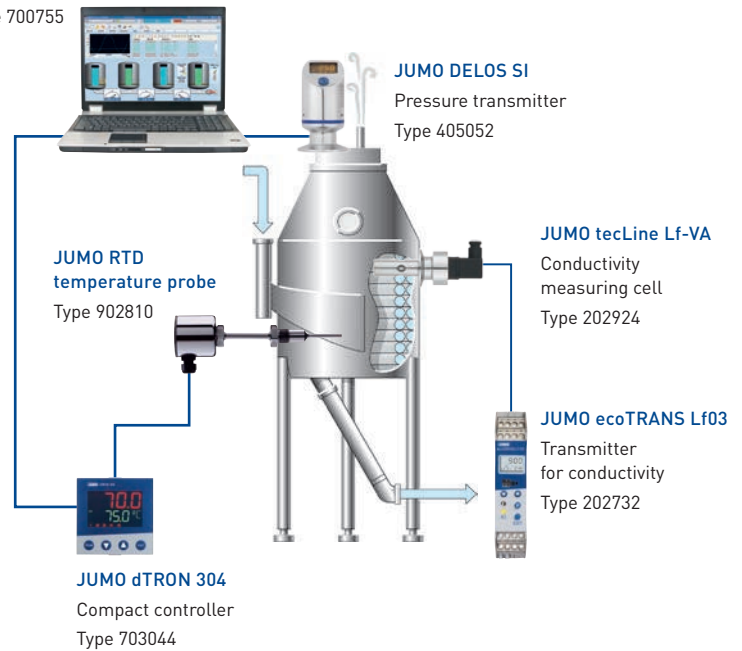 700755
JUMO DELOS SI
Pressure transmitter
Type 405052
JUMO tecLine Lf-VA
Conductivity
measuring cell
Type 202924
JUMO RTD
temperature probe
Type 902810
JUMO ecoTRANS Lf03
Transmitter
for conductivity
Type 202732
70.0
75.0 °C
900
JUMO dTRON 304
Compact controller
Type 703044